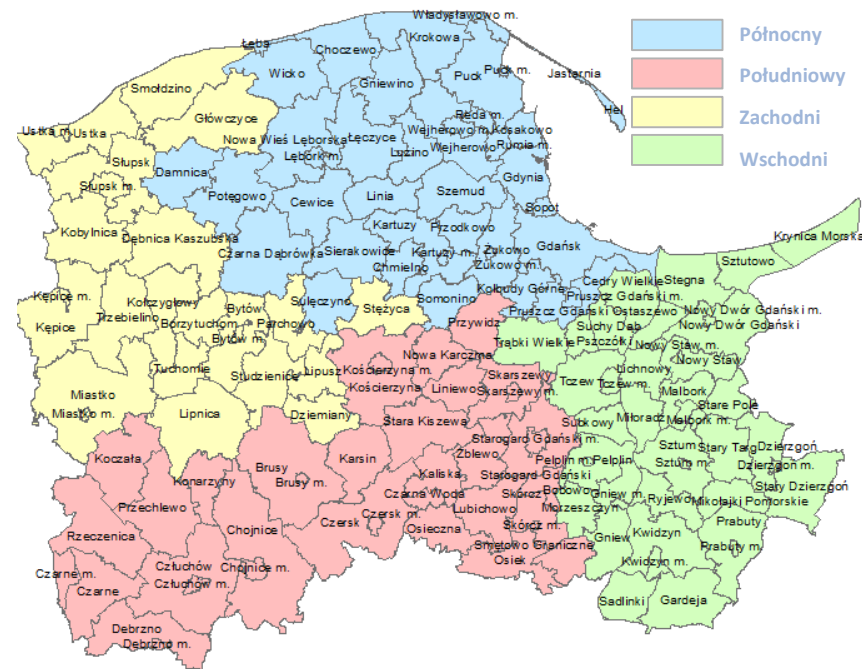 Władysławowo m.
Krokowa
Łeba
Choczewo
Północny
Wicko
Gniewino
Puck
Puck m.
Jastarnia
Południowy
Smołdzino
Hel
Główczyce
Reda m.
Zachodni
Ustka m.
Ustka
Nowa Wieś Lęborska
Łęczyce
Wejherowo m.
Kosakowo
Słupsk
Lębork m.
Luzino
Wejherowo
Rumia m.
Wschodni
Damnica
Gdynia
Słupsk m.
Potęgowo
Cewice
Linia
Szemud
Sopot
Kobylnica
Dębnica Kaszubska
Kartuzy
Przodkowo
Gdańsk
Krynica Morska
Czarna Dąbrówka
Sierakowice
Kartuzy m.
Żukowo
Sztutowo
Chmielno
Żukowo m.
Cedry Wielkie
Stegna
Kępice m.
Kołczygłowy
Bytów
Sulęczyno
Stężyca
Somonino
Kolbudy Górne
Pruszcz Gdański m.
Trzebielino
Borzytuchom
Parchowo
Przywidz
Pruszcz Gdański
Ostaszewo
Nowy Dwór Gdański m.
Kępice
Bytów m.
Suchy Dąb
Nowy Dwór Gdański
Trąbki Wielkie
Pszczółki
Nowy Staw m.
Nowa Karczma
Nowy Staw
Tuchomie
Studzienice
Lipusz
Kościerzyna m.
Skarszewy
Lichnowy
Miastko
Kościerzyna
Liniewo
Skarszewy m.
Tczew
Tczew m.
Malbork
Miastko m.
Lipnica
Dziemiany
Stare Pole
Stara Kiszewa
Subkowy
Miłoradz
Malbork m.
Starogard Gdański m.
Sztum
Stary Targ
Dzierzgoń
Koczała
Karsin
Zblewo
Pelplin m.
Pelplin
Sztum m.
Dzierzgoń m.
Brusy
Kaliska
Starogard Gdański
Konarzyny
Brusy m.
Bobowo
Gniew m.
Ryjewo
Stary Dzierzgoń
Czarna Woda
Skórcz
Mikołajki Pomorskie
Przechlewo
Lubichowo
Morzeszczyn
Czersk m.
Skórcz m.
Prabuty
Rzeczenica
Chojnice
Czersk
Osieczna
Gniew
Kwidzyn
Smętowo Graniczne
Prabuty m.
Człuchów
Chojnice m.
Osiek
Kwidzyn m.
Czarne m.
Człuchów m.
Czarne
Sadlinki
Gardeja
Debrzno
Debrzno m.